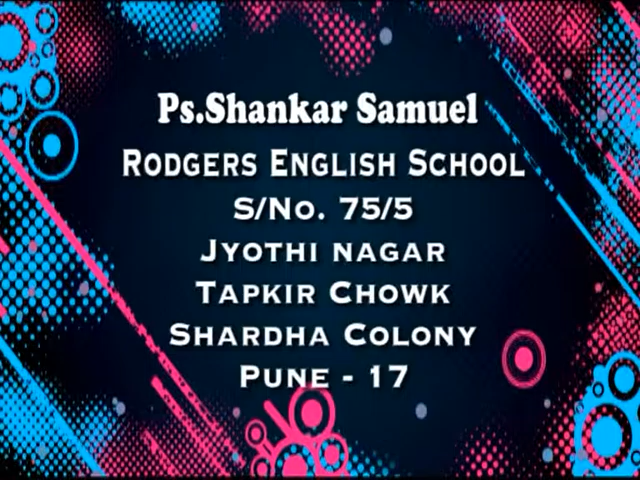 Ps.Shankar Samuel
Rodgers English School
S/No. 75/5
Jyothi nagar
Tapkir Chowk
Shardha Colony
Pune - 17